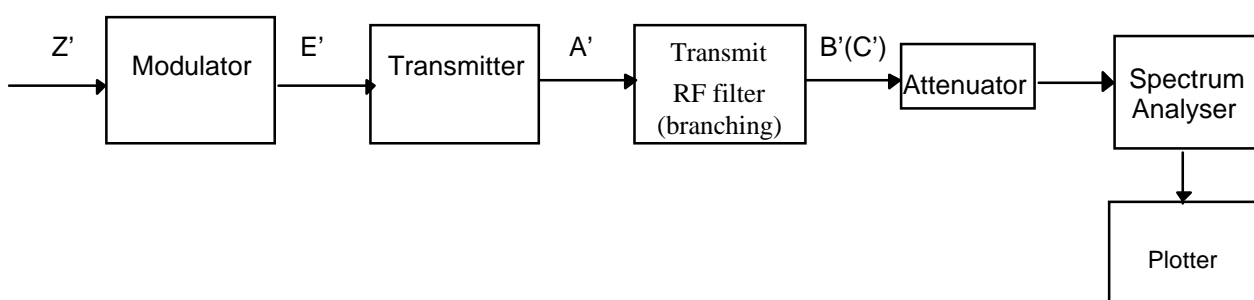 Z'
Modulator
E'
Transmitter
A'
Transmit
RF filter
(branching)
B'(C')
Attenuator
Spectrum
Analyser
Plotter